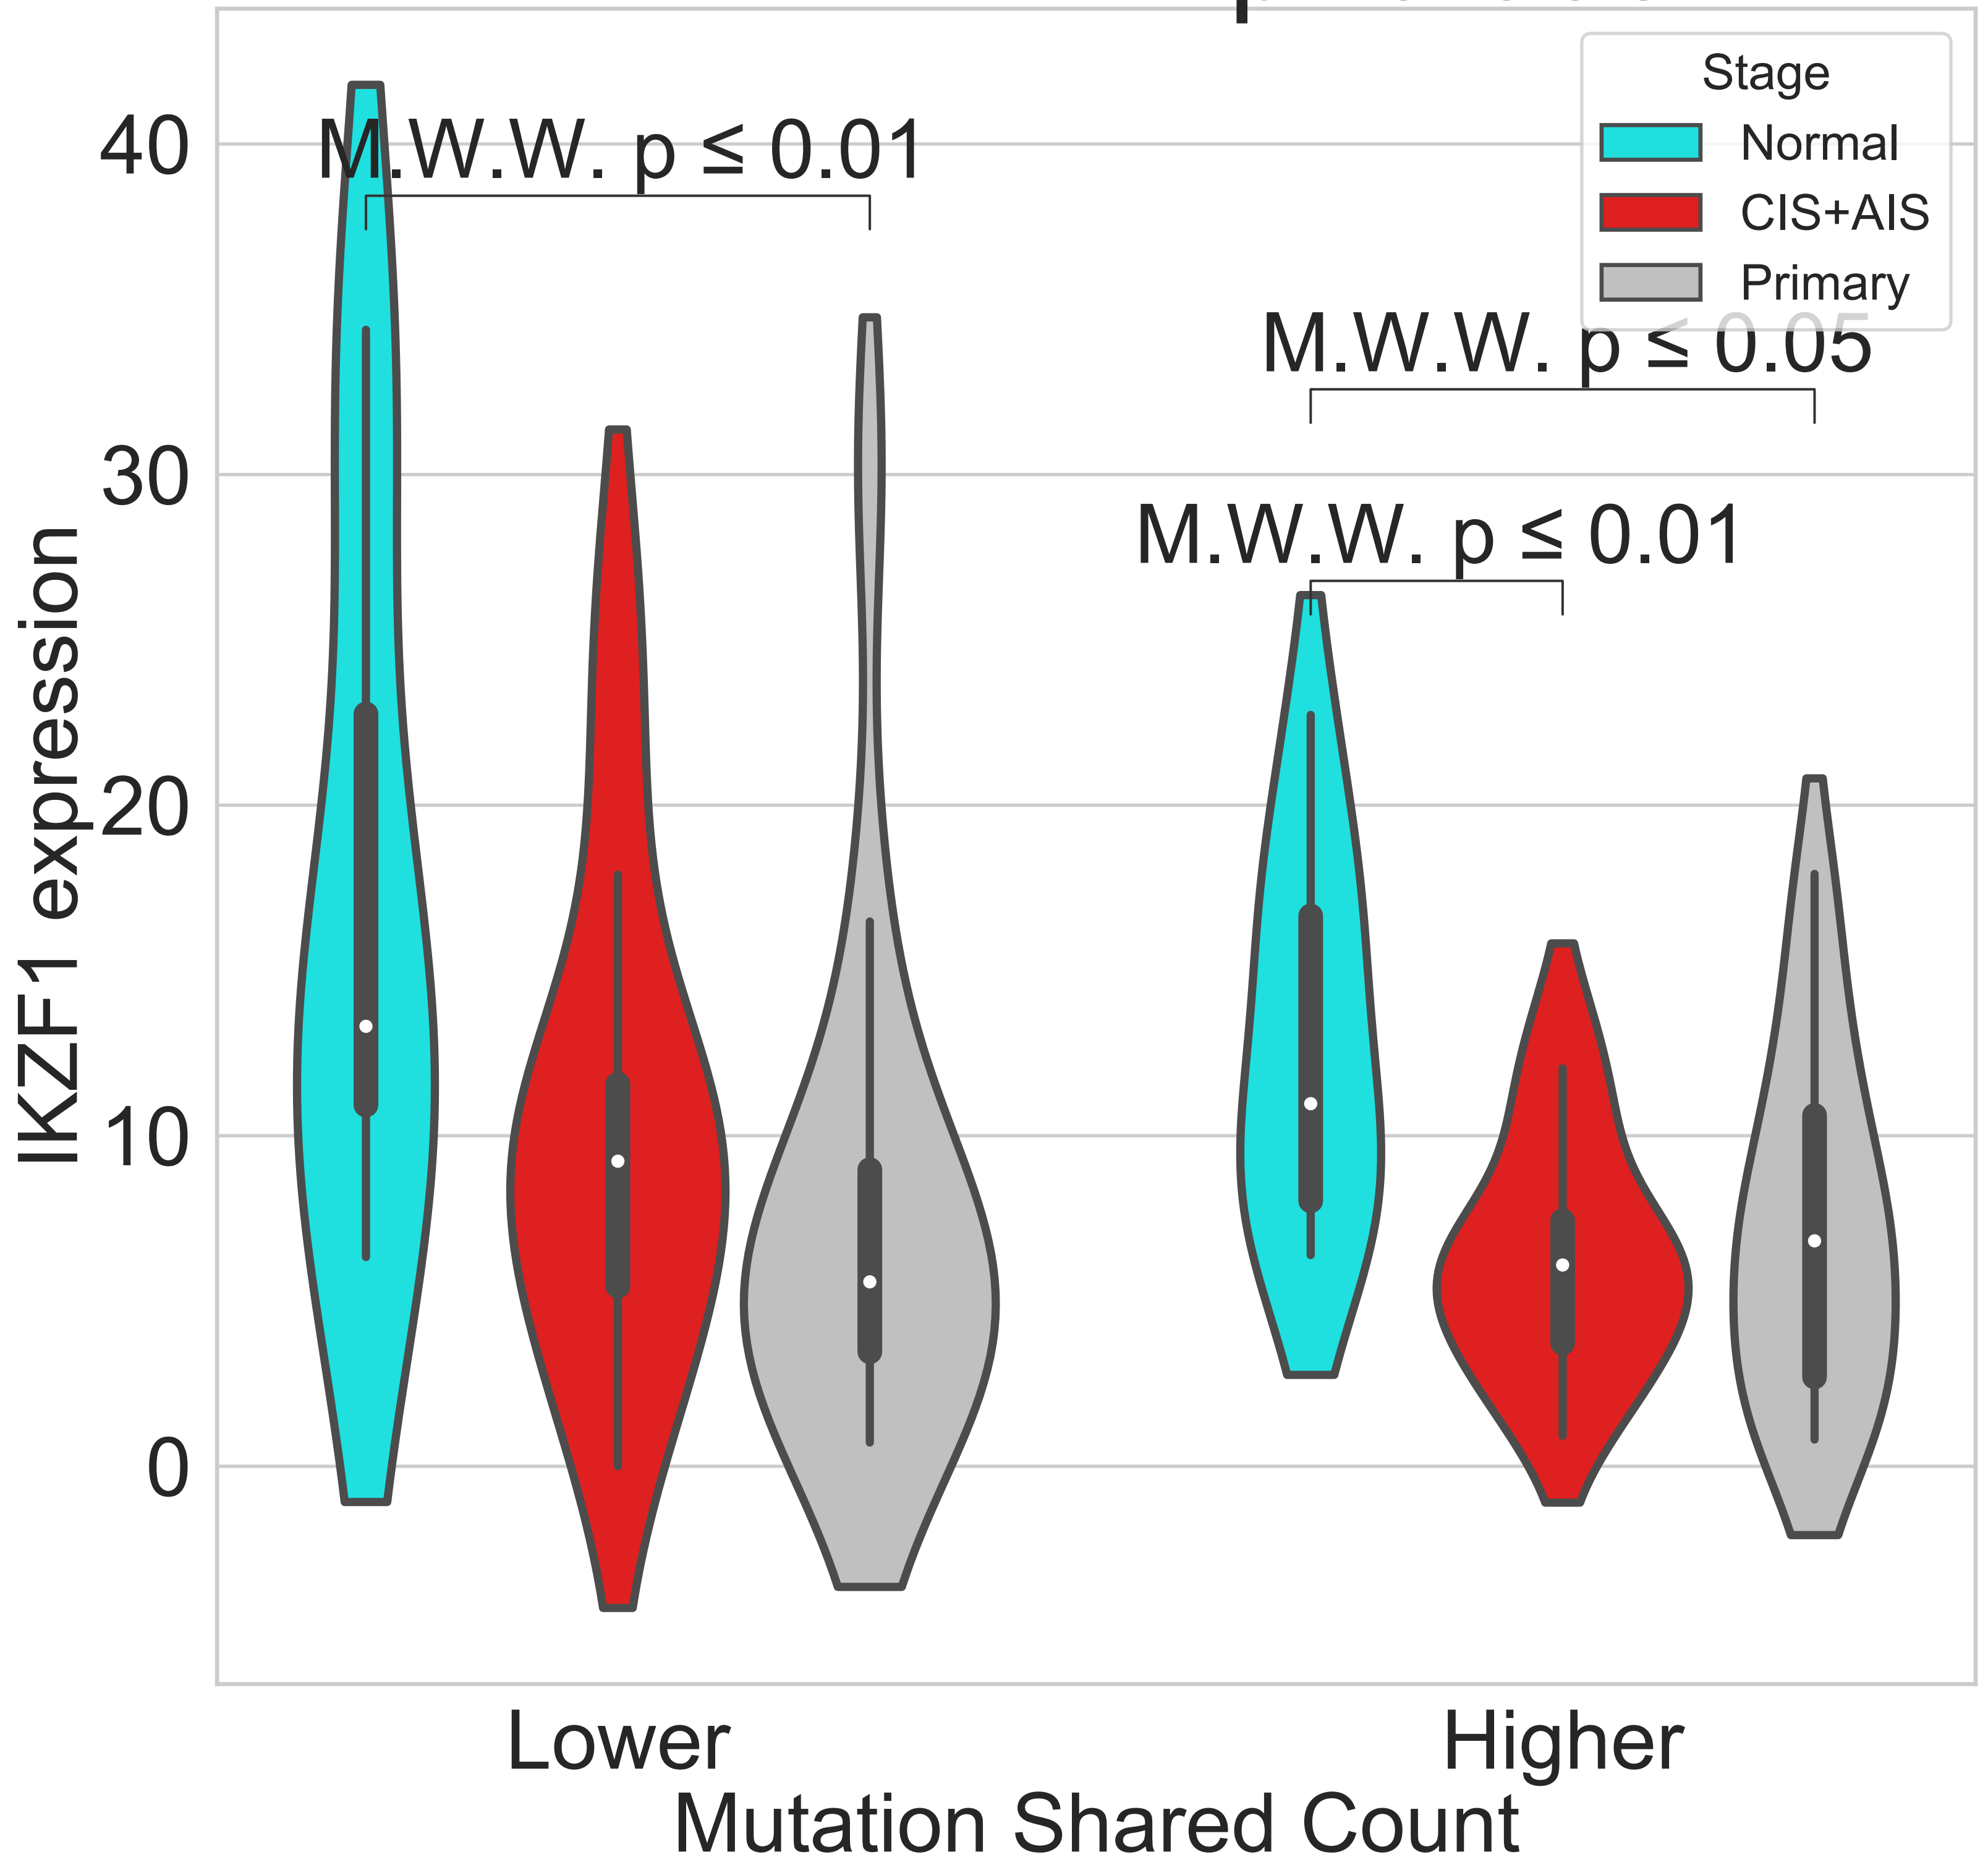 Stage
Normal
CIS+AIS
Primary
M.W.W. p ≤ 0.01
M.W.W. p ≤ 0.05
M.W.W. p ≤ 0.01
IKZF1 expression
40
30
20
10
0
Lower
Higher
Mutation Shared Count